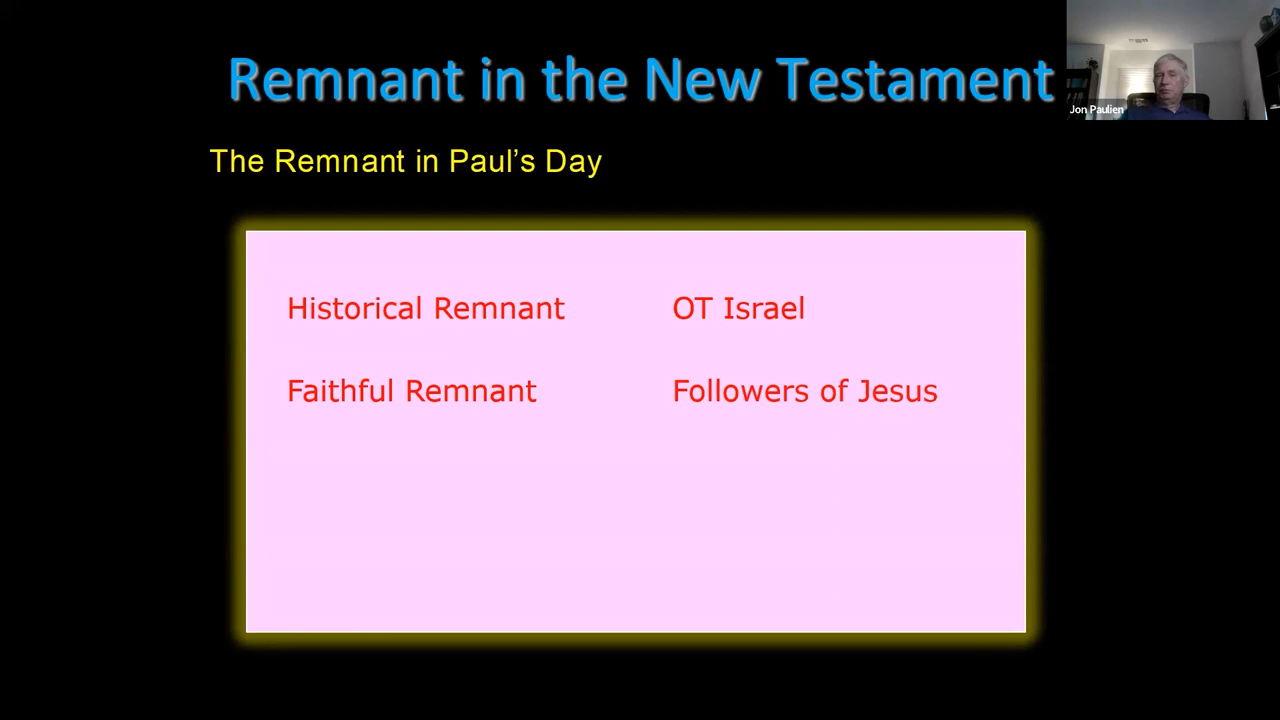 Remnant in the New Testament
Jon Paulien
The Remnant in Paul’s Day
Historical Remnant OT Israel
Faithful Remnant Followers of Jesus